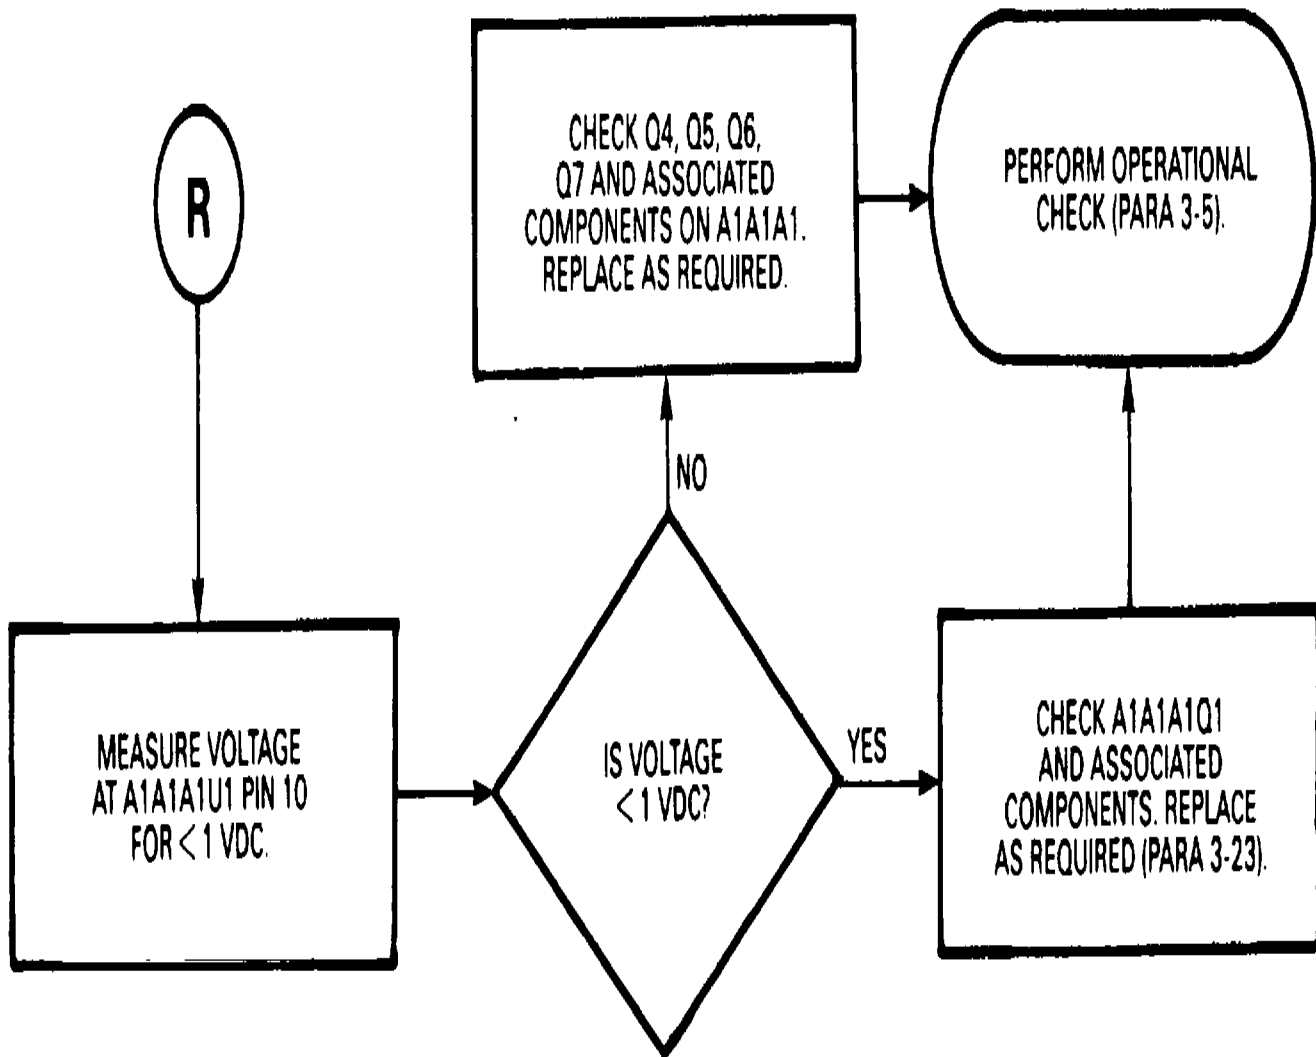 R
MEASURE VOLTAGE
AT A1A1A1U1 PIN 10
FOR < 1 VDC.
IS VOLTAGE
< 1 VDC?
NO
CHECK Q4, Q5, Q6,
Q7 AND ASSOCIATED
COMPONENTS ON A1A1A1.
REPLACE AS REQUIRED.
YES
CHECK A1A1A1Q1
AND ASSOCIATED
COMPONENTS. REPLACE
AS REQUIRED (PARA 3-23).
PERFORM OPERATIONAL
CHECK (PARA 3-5).